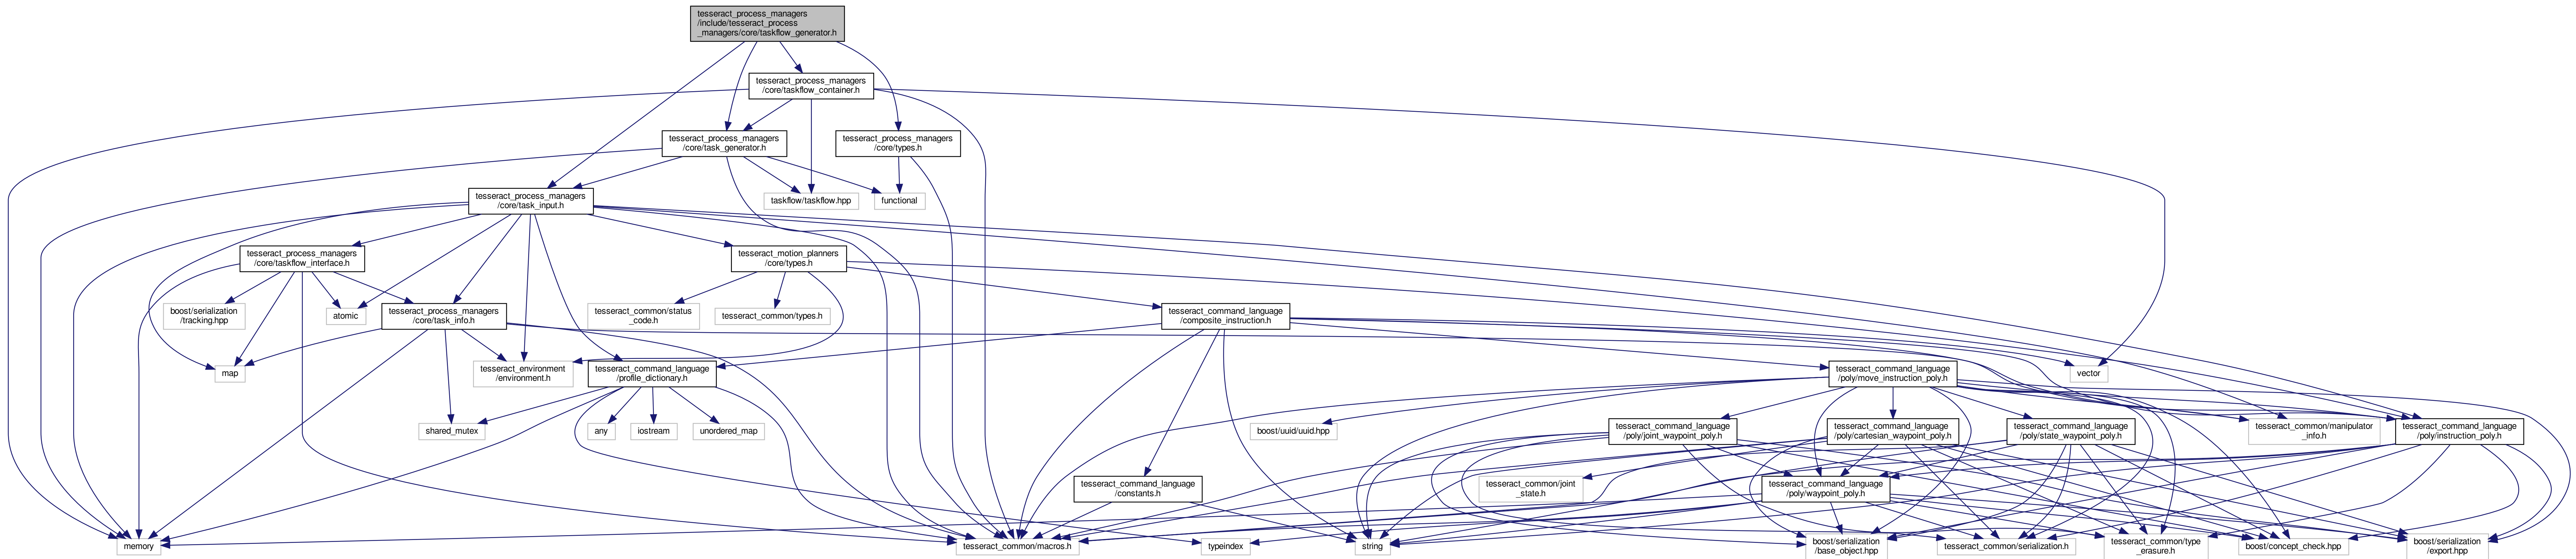 tesseract_process_managers
/include/tesseract_process
_managers/core/taskflow_generator.h
tesseract_process_managers
/core/taskflow_container.h
tesseract_process_managers
/core/task_generator.h
tesseract_process_managers
/core/types.h
tesseract_process_managers
/core/task_input.h
taskflow/taskflow.hpp
functional
tesseract_process_managers
/core/taskflow_interface.h
tesseract_motion_planners
/core/types.h
boost/serialization
/tracking.hpp
atomic
tesseract_process_managers
/core/task_info.h
tesseract_common/status
_code.h
tesseract_common/types.h
tesseract_command_language
/composite_instruction.h
map
tesseract_environment
/environment.h
tesseract_command_language
/profile_dictionary.h
tesseract_command_language
/poly/move_instruction_poly.h
vector
shared_mutex
any
iostream
unordered_map
boost/uuid/uuid.hpp
tesseract_command_language
/poly/joint_waypoint_poly.h
tesseract_command_language
/poly/cartesian_waypoint_poly.h
tesseract_command_language
/poly/state_waypoint_poly.h
tesseract_common/manipulator
_info.h
tesseract_command_language
/poly/instruction_poly.h
tesseract_command_language
/constants.h
tesseract_common/joint
_state.h
tesseract_command_language
/poly/waypoint_poly.h
memory
tesseract_common/macros.h
typeindex
string
boost/serialization
/base_object.hpp
tesseract_common/serialization.h
tesseract_common/type
_erasure.h
boost/concept_check.hpp
boost/serialization
/export.hpp